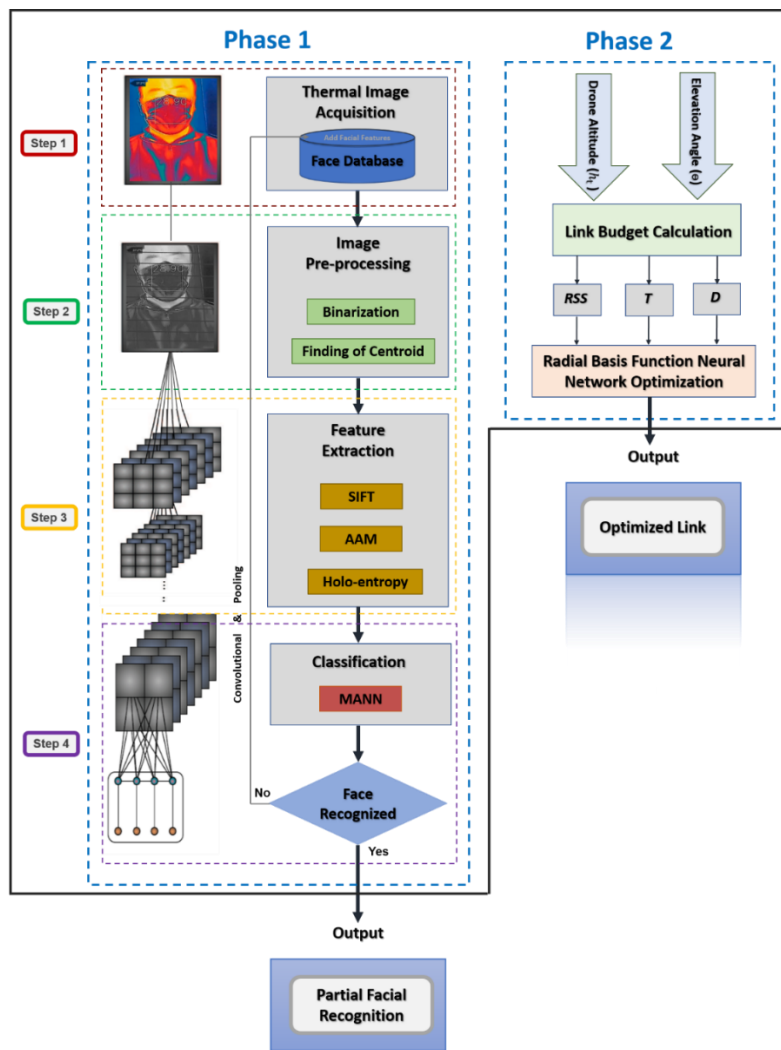 Phase 1
Step 1
Thermal Image
Acquisition
Add Facial Features
Face Database
Step 2
Image
Pre-processing
Binarization
Finding of Centroid
Step 3
Feature
Extraction
SIFT
AAM
Holo-entropy
Convolutional & Pooling
Step 4
Classification
MANN
No
Face
Recognized
Yes
Output
Partial Facial
Recognition
Phase 2
Drone Altitude (hₜ)
Elevation Angle (Θ)
Link Budget Calculation
RSS
T
D
Radial Basis Function Neural
Network Optimization
Output
Optimized Link